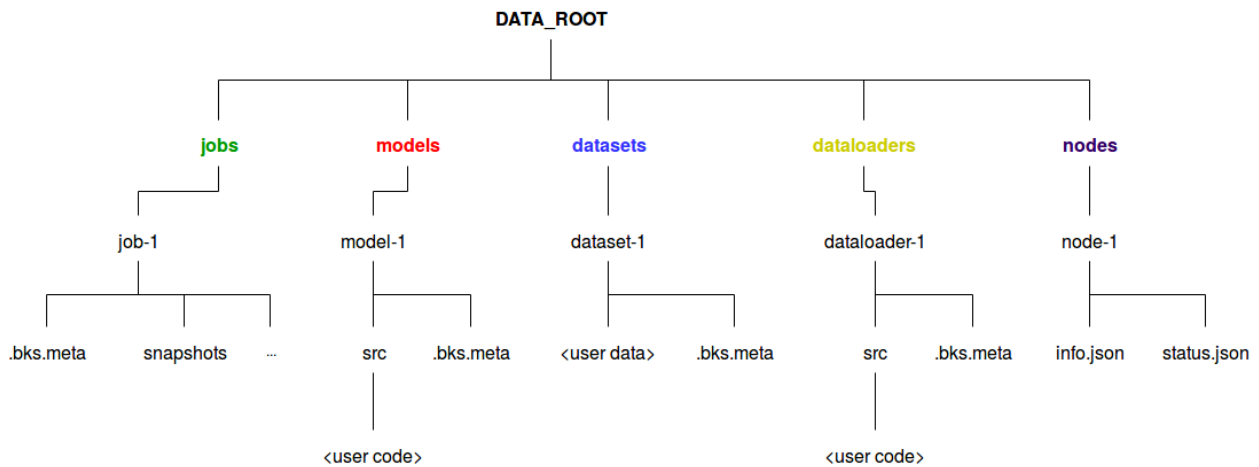 DATA_ROOT
jobs models datasets dataloaders nodes
job-1 model-1 dataset-1 dataloader-1 node-1
.bks.meta snapshots ... src .bks.meta <user data> .bks.meta src .bks.meta info.json status.json
<user code> <user code>